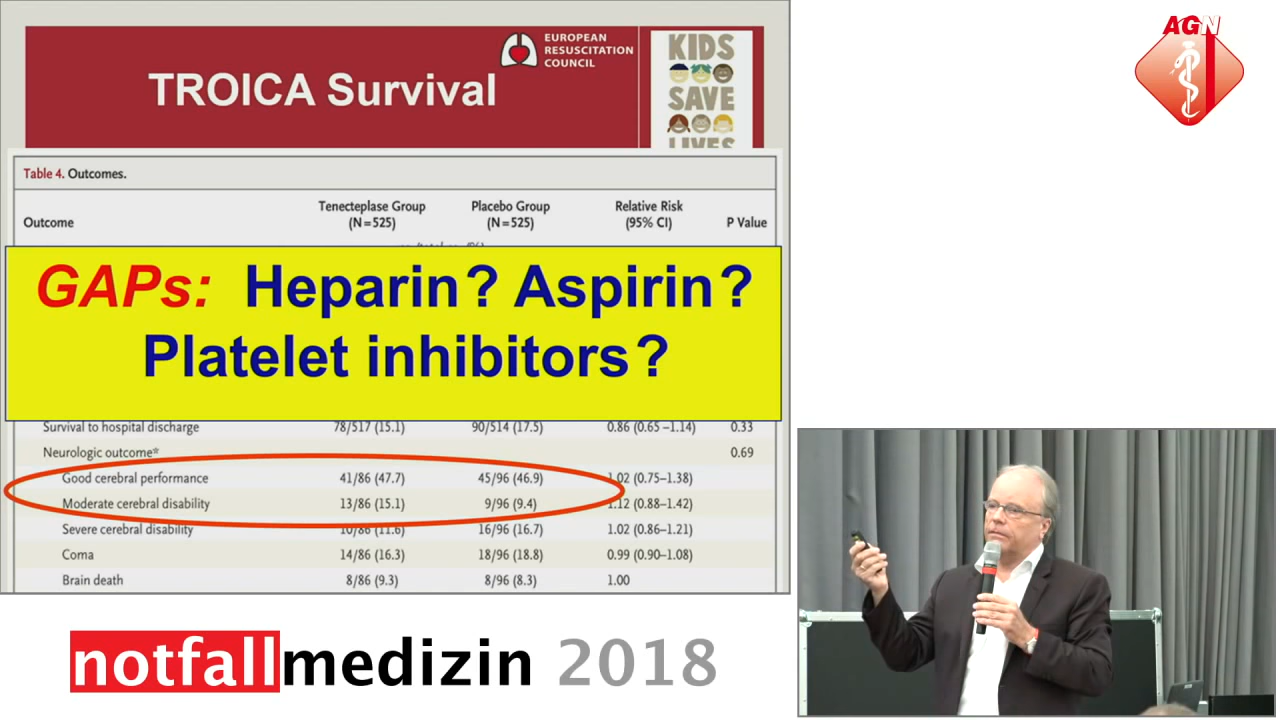 TROICA Survival
EUROPEAN
RESUSCITATION
COUNCIL
KIDS
SAVE
LIVES
AGN
Table 4. Outcomes.
Outcome Tenecteplase Group (N=525) Placebo Group (N=525) Relative Risk (95% CI) P Value
GAPs: Heparin? Aspirin?
Platelet inhibitors?
Survival to hospital discharge 78/517 (15.1) 90/514 (17.5) 0.86 (0.65–1.14) 0.33
Neurologic outcome* 0.69
Good cerebral performance 41/86 (47.7) 45/96 (46.9) 1.02 (0.75–1.38)
Moderate cerebral disability 13/86 (15.1) 9/96 (9.4) 1.12 (0.88–1.42)
Severe cerebral disability 10/86 (11.6) 16/96 (16.7) 1.02 (0.86–1.21)
Coma 14/86 (16.3) 18/96 (18.8) 0.99 (0.90–1.08)
Brain death 8/86 (9.3) 8/96 (8.3) 1.00
notfallmedizin 2018